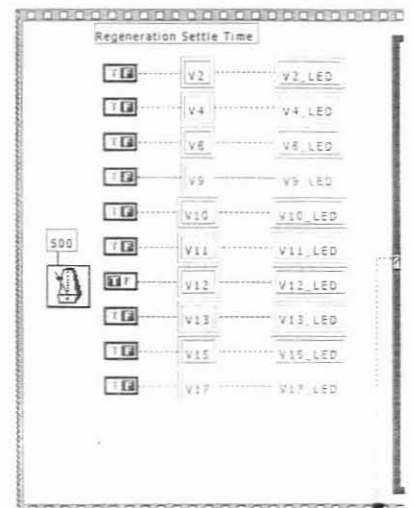 Regeneration Settle Time
T F V2 V2_LED
T F V4 V4_LED
T F V6 V6_LED
T F V9 V9_LED
T F V10 V10_LED
500
T F V11 V11_LED
T F V12 V12_LED
T F V13 V13_LED
T F V15 V15_LED
T F V17 V17_LED